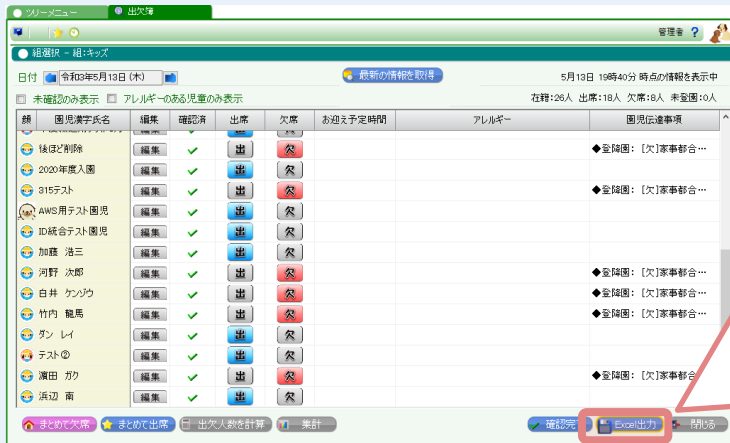 ツリーメニュー 出欠簿
管理者 ?
組選択 - 組:キッズ
日付 令和3年5月13日(木) 最新の情報を取得 5月13日 19時40分 時点の情報を表示中
未確認のみ表示 アレルギーのある児童のみ表示 在籍:26人 出席:18人 欠席:8人 未登園:0人
顔 園児漢字氏名 編集 確認済 出席 欠席 お迎え予定時間 アレルギー 園児伝達事項
後ほど削除 編集 出 欠 ◆登降園: [欠]家事都合…
2020年度入園 編集 出 欠
315テスト 編集 出 欠 ◆登降園: [欠]家事都合…
AWS用テスト園児 編集 出 欠
ID統合テスト園児 編集 出 欠
加藤 浩三 編集 出 欠
河野 次郎 編集 出 欠 ◆登降園: [欠]家事都合…
白井 ケンゾウ 編集 出 欠 ◆登降園: [欠]家事都合…
竹内 龍馬 編集 出 欠 ◆登降園: [欠]家事都合…
ダン レイ 編集 出 欠
テスト② 編集 出 欠
濱田 ガク 編集 出 欠 ◆登降園: [欠]家事都合
浜辺 南 編集 出 欠
まとめて欠席 まとめて出席 出欠人数を計算 集計 確認完 Excel出力 閉じる